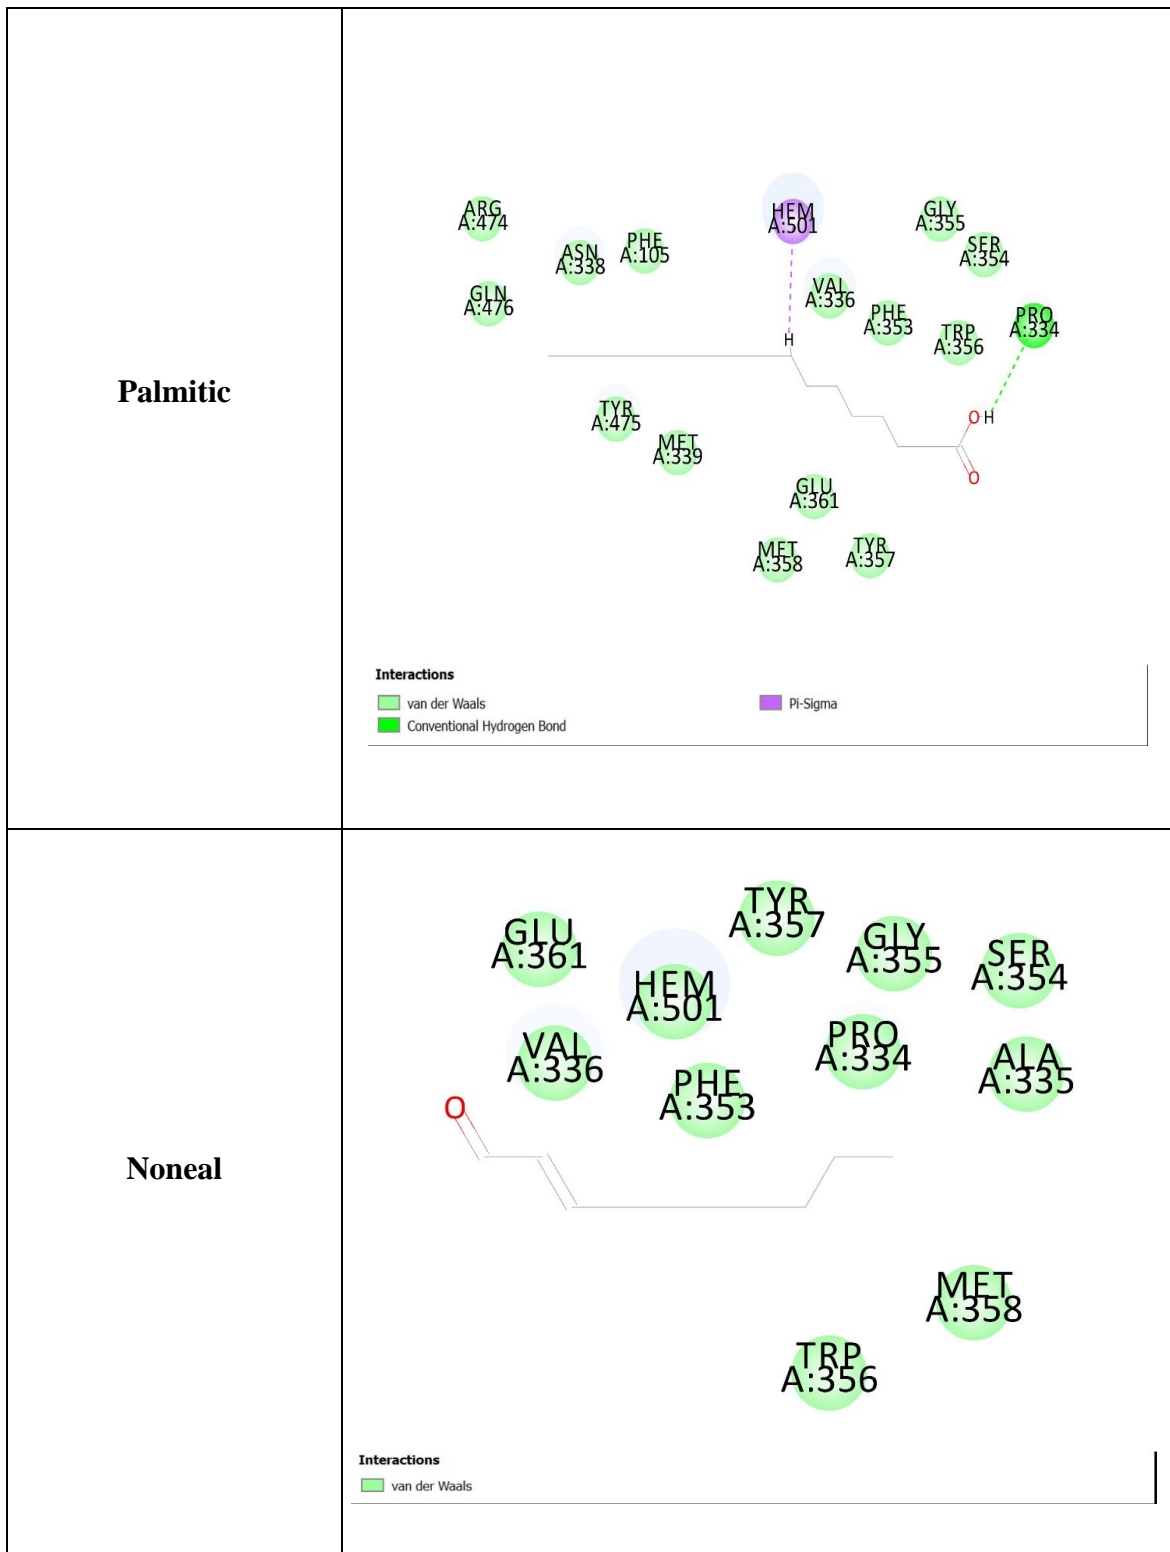 Palmitic
ARG
A:474
ASN
A:338
PHE
A:105
HEM
A:501
GLY
A:355
SER
A:354
GLN
A:476
VAL
A:336
PHE
A:353
TRP
A:356
PRO
A:334
H
TYR
A:475
MET
A:339
O H
O
GLU
A:361
MET
A:358
TYR
A:357
Interactions
van der Waals
Conventional Hydrogen Bond
Pi-Sigma
Noneal
GLU
A:361
HEM
A:501
TYR
A:357
GLY
A:355
SER
A:354
VAL
A:336
PHE
A:353
PRO
A:334
ALA
A:335
O
MET
A:358
TRP
A:356
Interactions
van der Waals